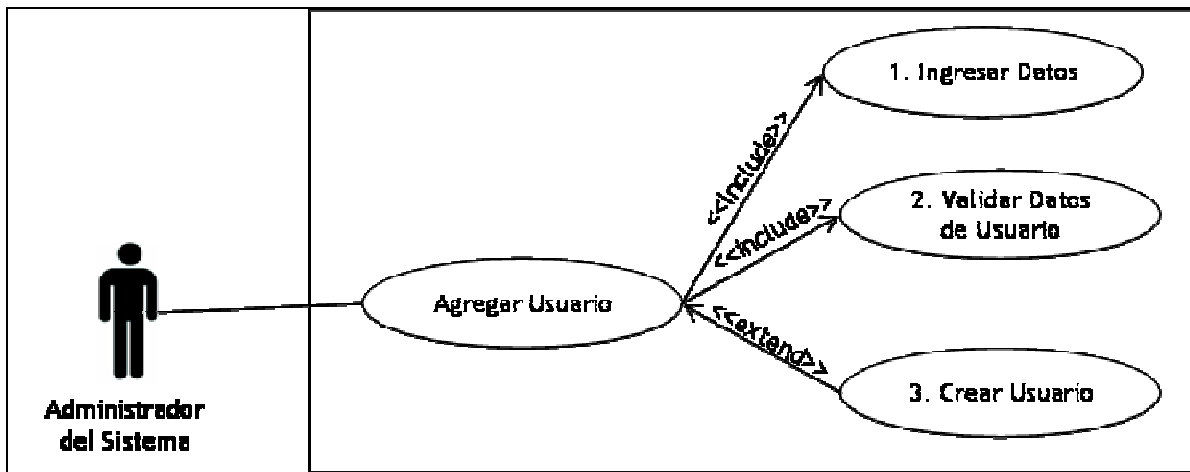 1. Ingresar Datos
<<include>>
2. Validar Datos
de Usuario
<<include>>
Agregar Usuario
<<extend>>
3. Crear Usuario
Administrador
del Sistema